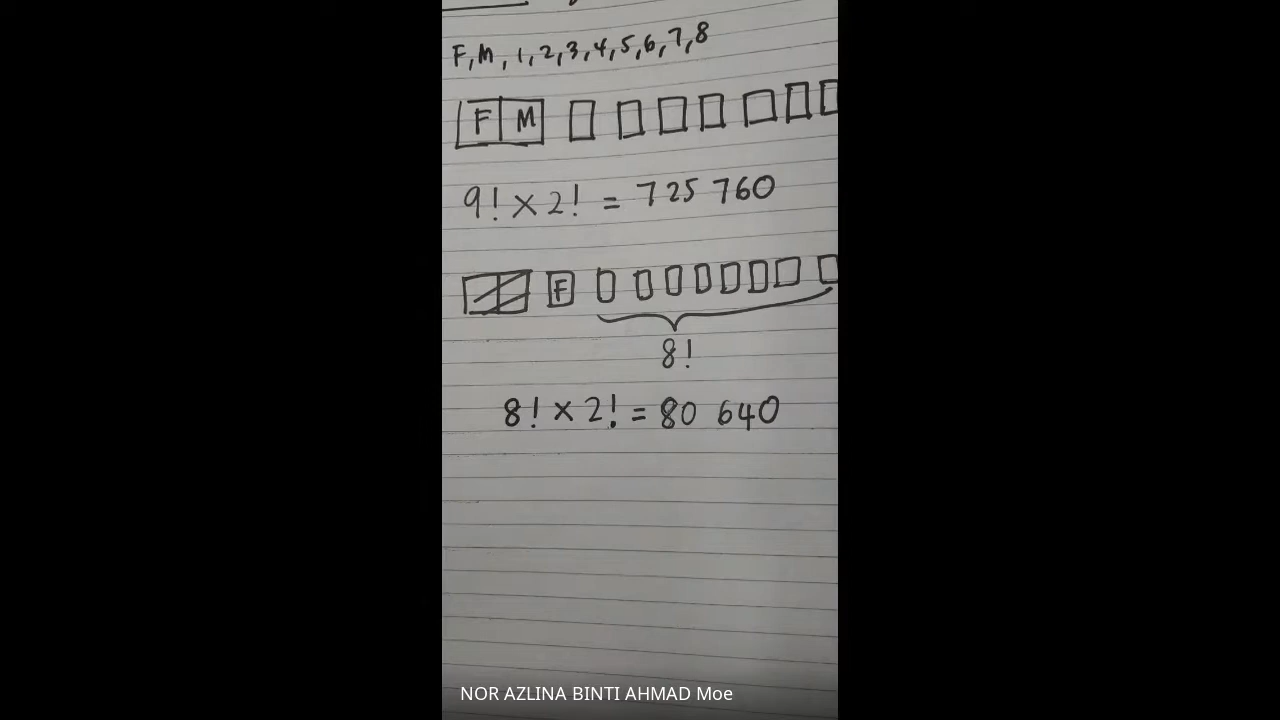 F, M, 1, 2, 3, 4, 5, 6, 7, 8
F M
9! × 2! = 725 760
F
8!
8! × 2! = 80 640
NOR AZLINA BINTI AHMAD Moe